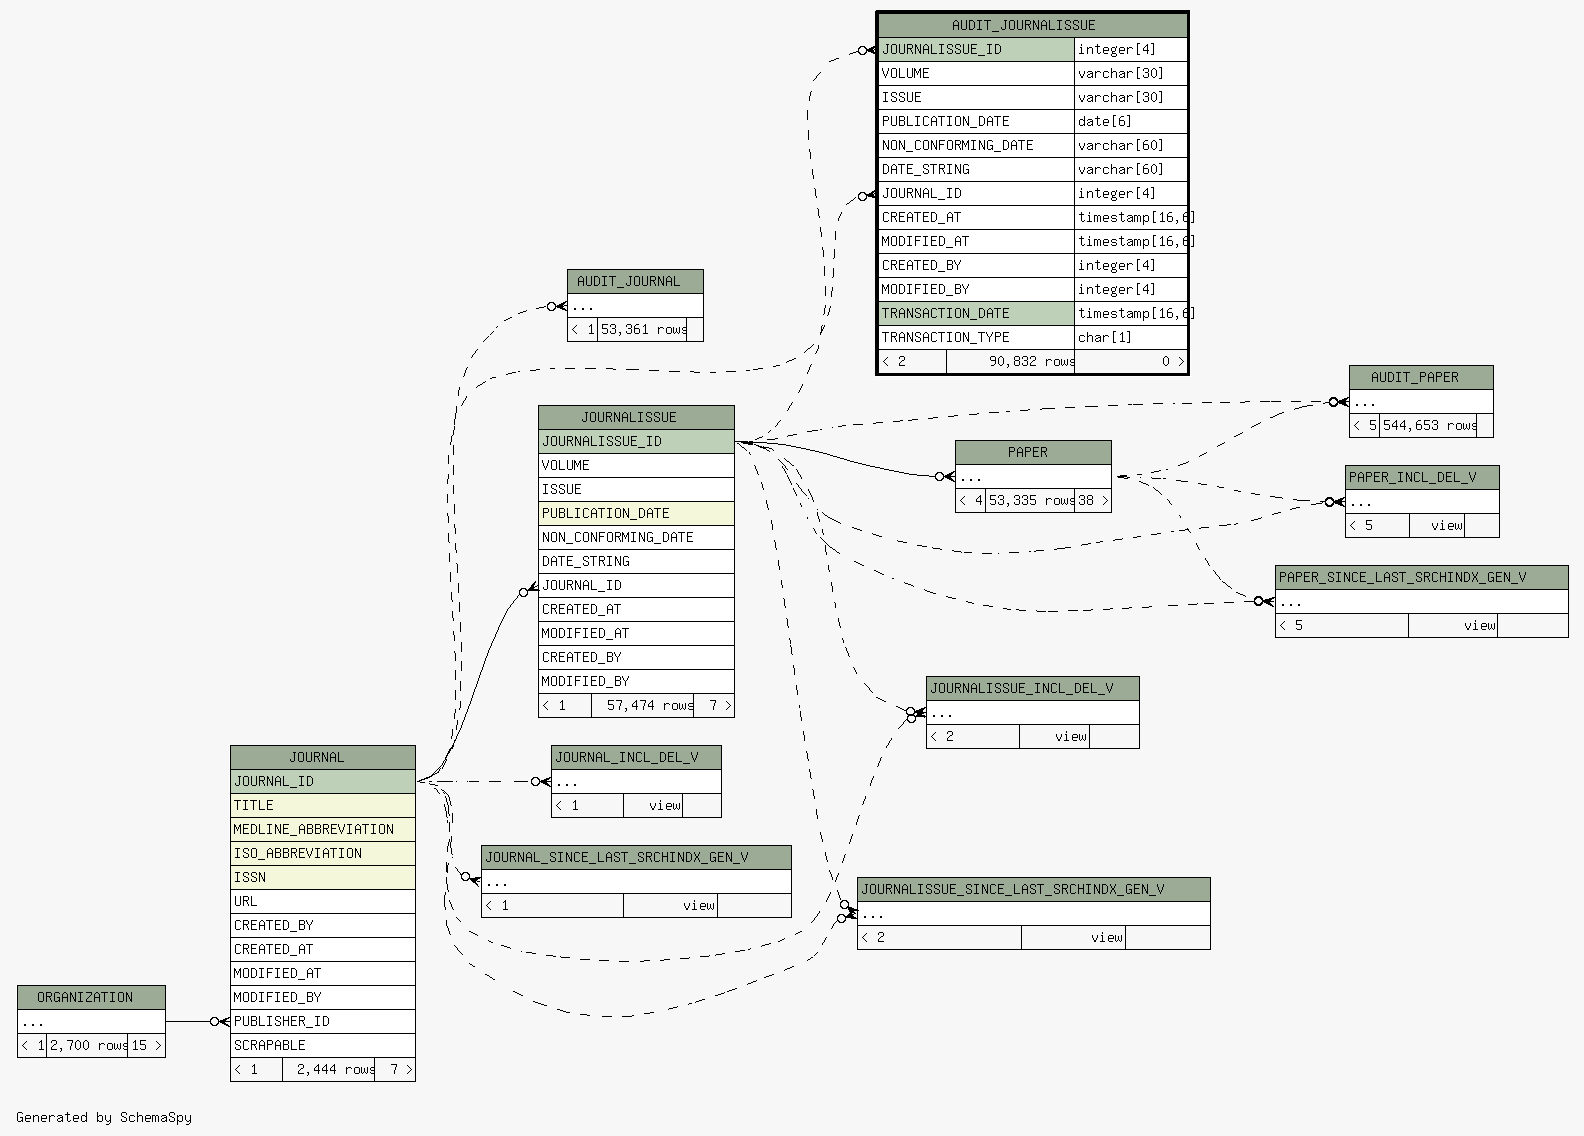 AUDIT_JOURNALISSUE
JOURNALISSUE_ID integer[4]
VOLUME varchar[30]
ISSUE varchar[30]
PUBLICATION_DATE date[6]
NON_CONFORMING_DATE varchar[60]
DATE_STRING varchar[60]
JOURNAL_ID integer[4]
CREATED_AT timestamp[16,6]
MODIFIED_AT timestamp[16,6]
CREATED_BY integer[4]
MODIFIED_BY integer[4]
TRANSACTION_DATE timestamp[16,6]
TRANSACTION_TYPE char[1]
< 2 90,832 rows 0 >
AUDIT_JOURNAL
...
< 1 53,361 rows
AUDIT_PAPER
...
< 5 544,653 rows
JOURNALISSUE
JOURNALISSUE_ID
VOLUME
ISSUE
PUBLICATION_DATE
NON_CONFORMING_DATE
DATE_STRING
JOURNAL_ID
CREATED_AT
MODIFIED_AT
CREATED_BY
MODIFIED_BY
< 1 57,474 rows 7 >
PAPER
...
< 4 53,335 rows 38 >
PAPER_INCL_DEL_V
...
< 5 view
PAPER_SINCE_LAST_SRCHINDX_GEN_V
...
< 5 view
JOURNALISSUE_INCL_DEL_V
...
< 2 view
JOURNAL
JOURNAL_ID
TITLE
MEDLINE_ABBREVIATION
ISO_ABBREVIATION
ISSN
URL
CREATED_BY
CREATED_AT
MODIFIED_AT
MODIFIED_BY
PUBLISHER_ID
SCRAPABLE
< 1 2,444 rows 7 >
JOURNAL_INCL_DEL_V
...
< 1 view
JOURNAL_SINCE_LAST_SRCHINDX_GEN_V
...
< 1 view
JOURNALISSUE_SINCE_LAST_SRCHINDX_GEN_V
...
< 2 view
ORGANIZATION
...
< 1 2,700 rows 15 >
Generated by SchemaSpy